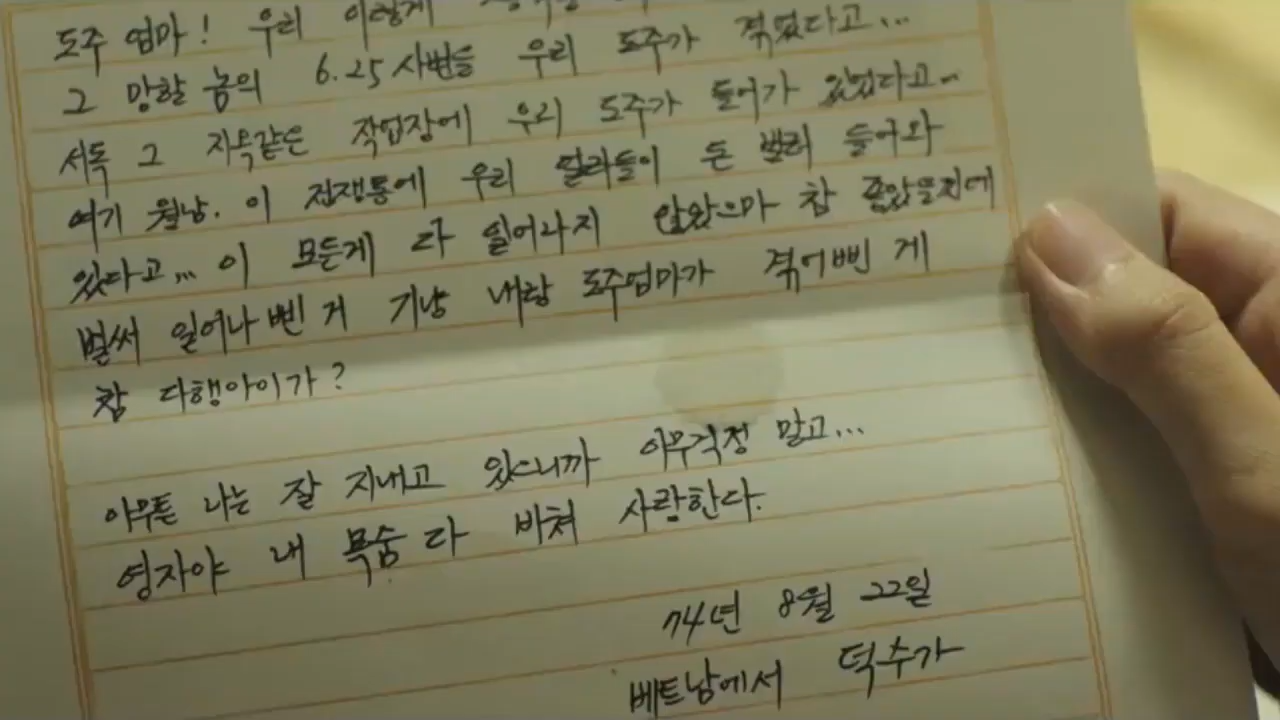 도주 엄마! 우리 이렇게
그 망할 놈의 6.25 사변을 우리 도주가 겪었다고...
서독 그 지옥같은 작업장에 우리 도주가 들어가 있었다고..
여기 월남. 이 전쟁통에 우리 얼라들이 돈 벌러 들어와
있다고... 이 모든게 다 일어나지 안았으마 참 좋았을낀데
벌써 일어나삔 거 기냥 내랑 도주엄마가 겪어삔 게
참 다행아이가?
아무튼 나는 잘 지내고 있으니까 아무걱정 말고...
영자야 내 목숨 다 바쳐 사랑한다.
74년 8월 22일
베트남에서 덕수가